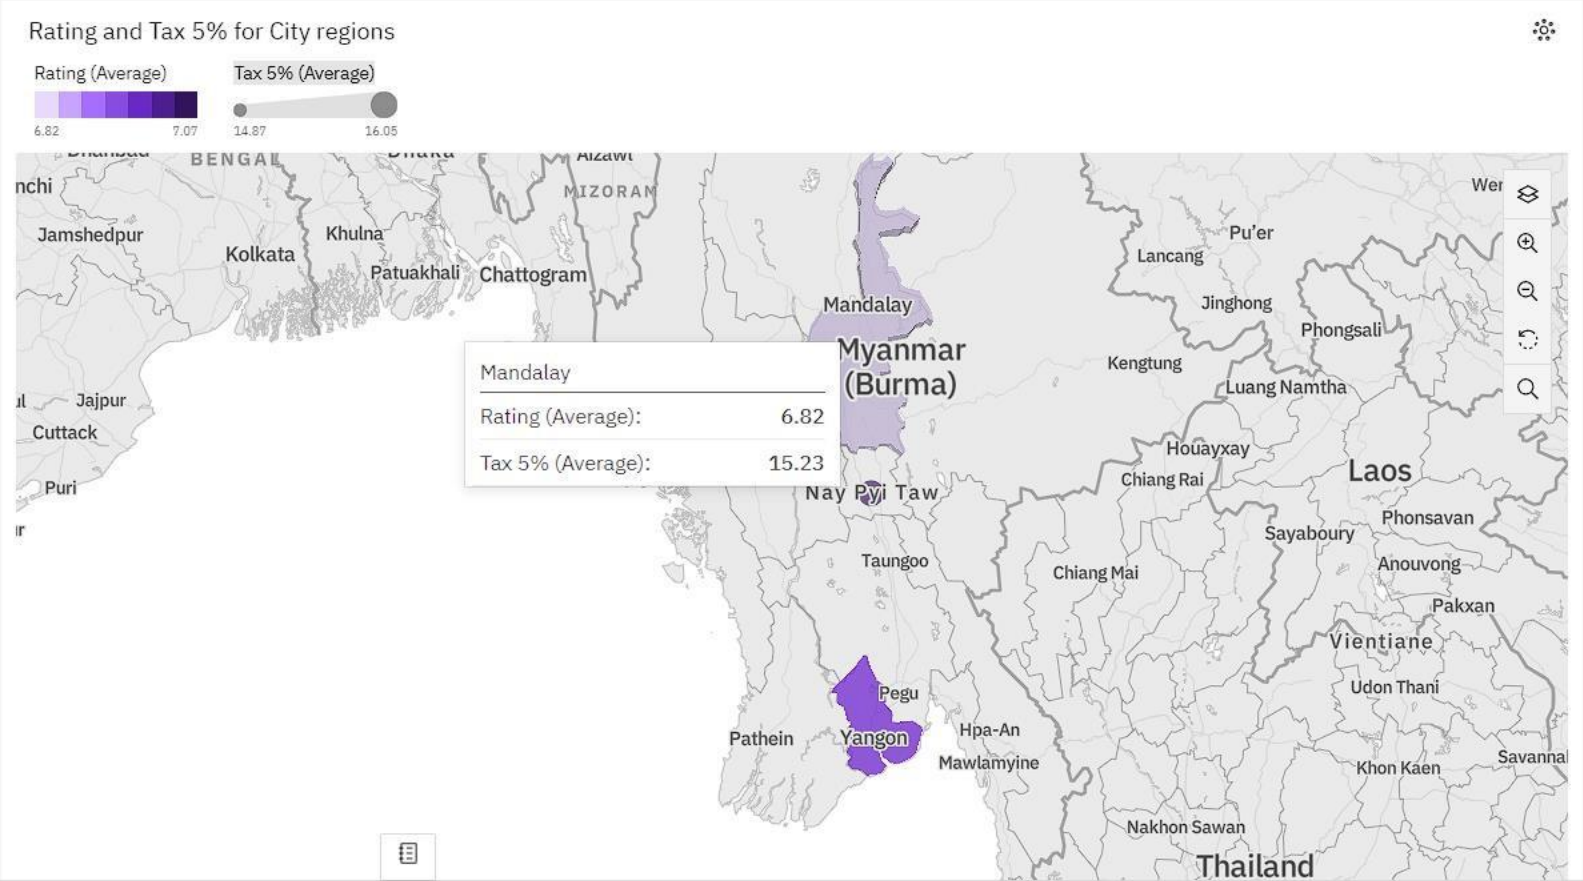 Rating and Tax 5% for City regions
Rating (Average)
Tax 5% (Average)
6.82
7.07
14.87
16.05
Dhanbad
BENGAL
Dhaka
Aizawl
nchi
MIZORAM
Jamshedpur
Khulna
Kolkata
Patuakhali
Chattogram
Pu'er
Lancang
Mandalay
Jinghong
Phongsali
Myanmar
(Burma)
Kengtung
Mandalay
Luang Namtha
Jajpur
Rating (Average):
6.82
Cuttack
Houayxay
Tax 5% (Average):
15.23
Laos
Chiang Rai
Puri
Nay Pyi Taw
Phonsavan
Sayaboury
Taungoo
Anouvong
Chiang Mai
Pakxan
Vientiane
Udon Thani
Pegu
Hpa-An
Pathein
Yangon
Savanna
Mawlamyine
Khon Kaen
Nakhon Sawan
Thailand